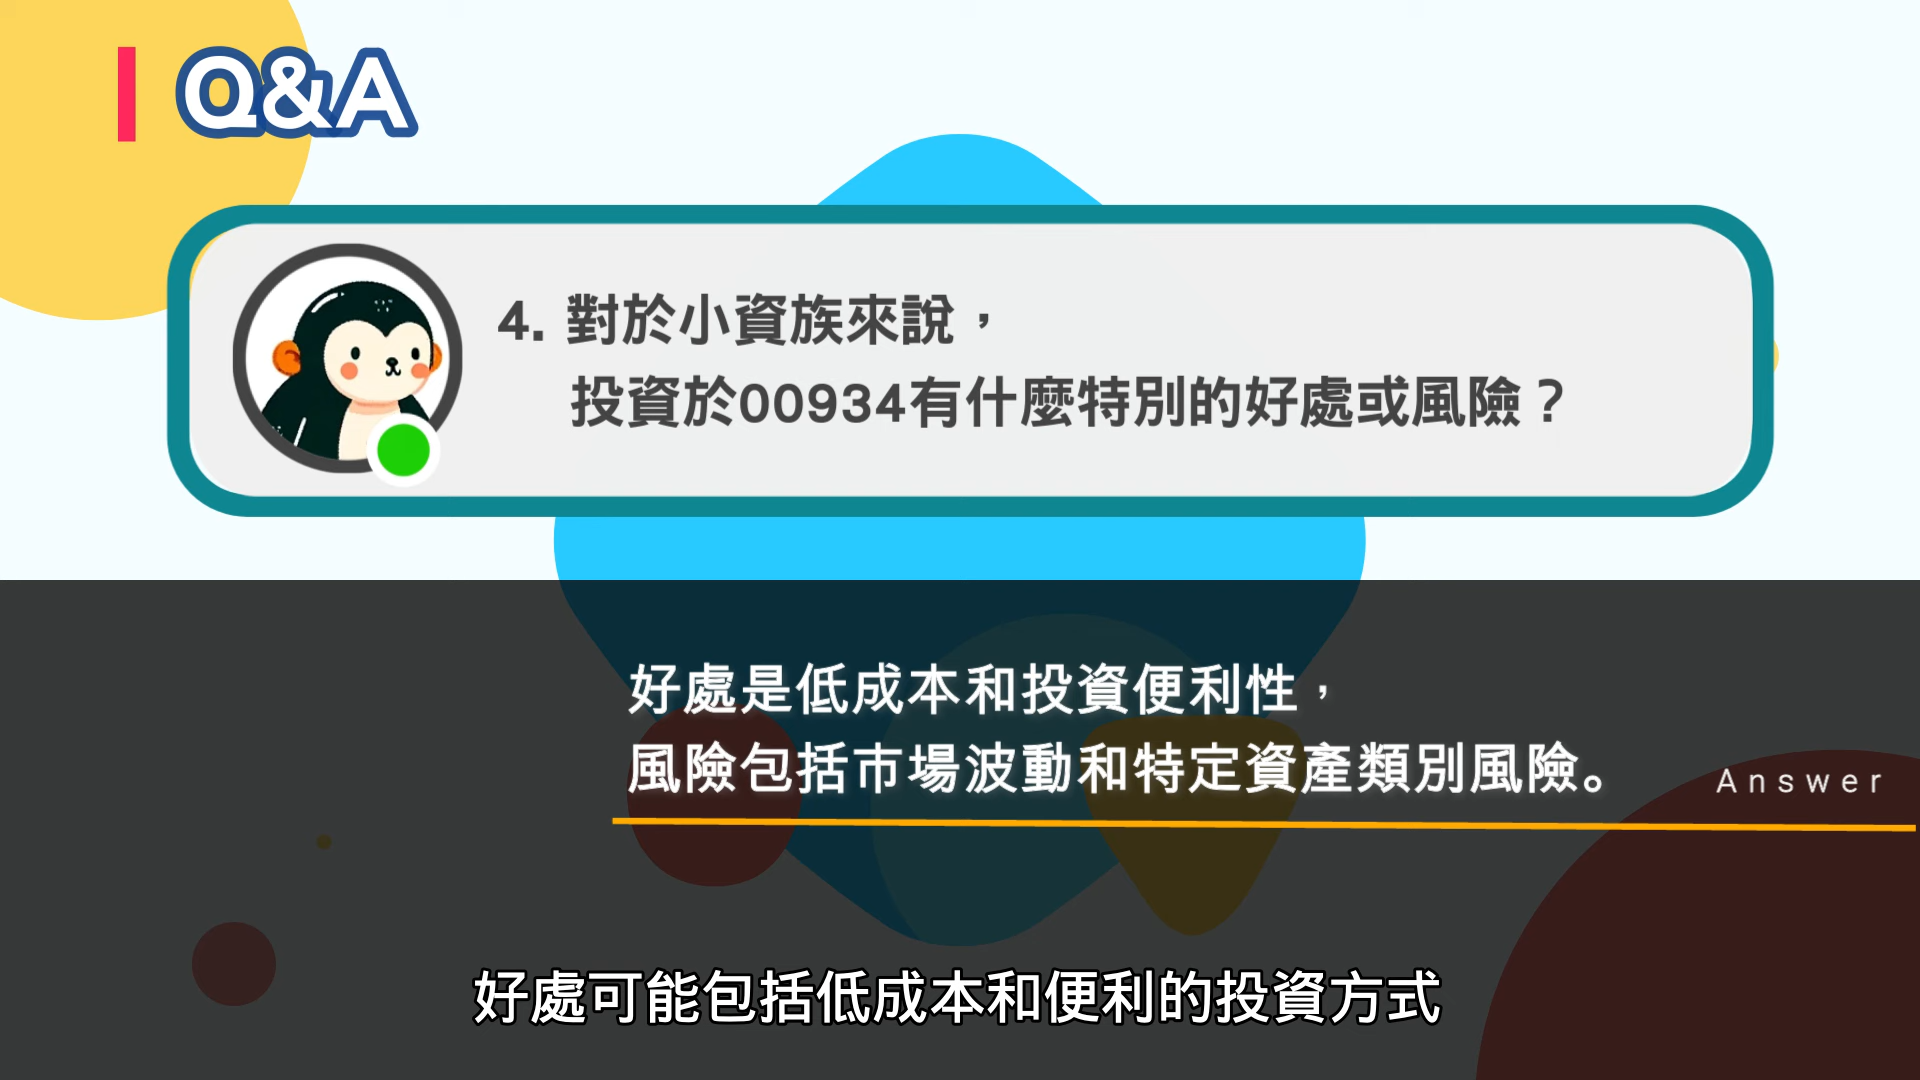 Q&A
4. 對於小資族來說，
投資於00934有什麼特別的好處或風險？
好處是低成本和投資便利性，
風險包括市場波動和特定資產類別風險。
Answer
好處可能包括低成本和便利的投資方式